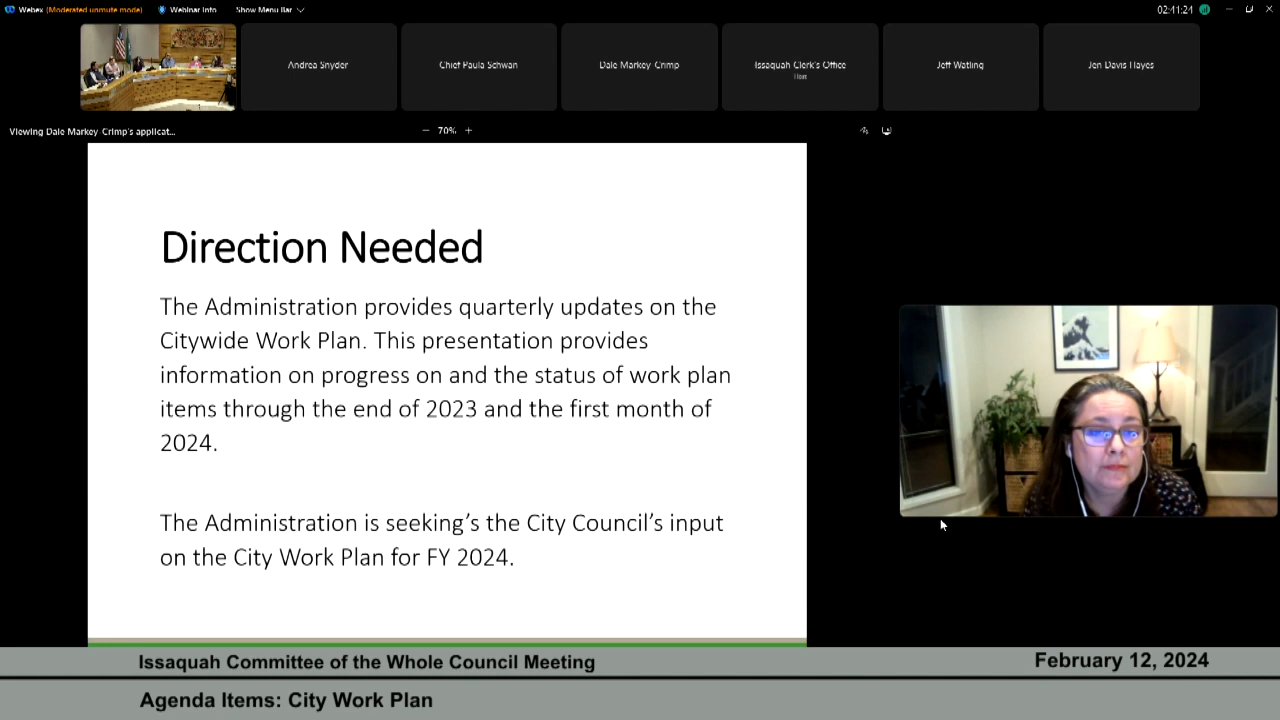 Webex (Moderated unmute mode) Webinar Info Show Menu Bar
02:41:24
Andrea Snyder
Chief Paula Schwan
Dale Markey-Crimp
Issaquah Clerk's Office
Host
Jeff Watling
Jen Davis Hayes
Viewing Dale Markey-Crimp's applicat...
70%
Direction Needed
The Administration provides quarterly updates on the
Citywide Work Plan. This presentation provides
information on progress on and the status of work plan
items through the end of 2023 and the first month of
2024.
The Administration is seeking's the City Council's input
on the City Work Plan for FY 2024.
Issaquah Committee of the Whole Council Meeting
February 12, 2024
Agenda Items: City Work Plan